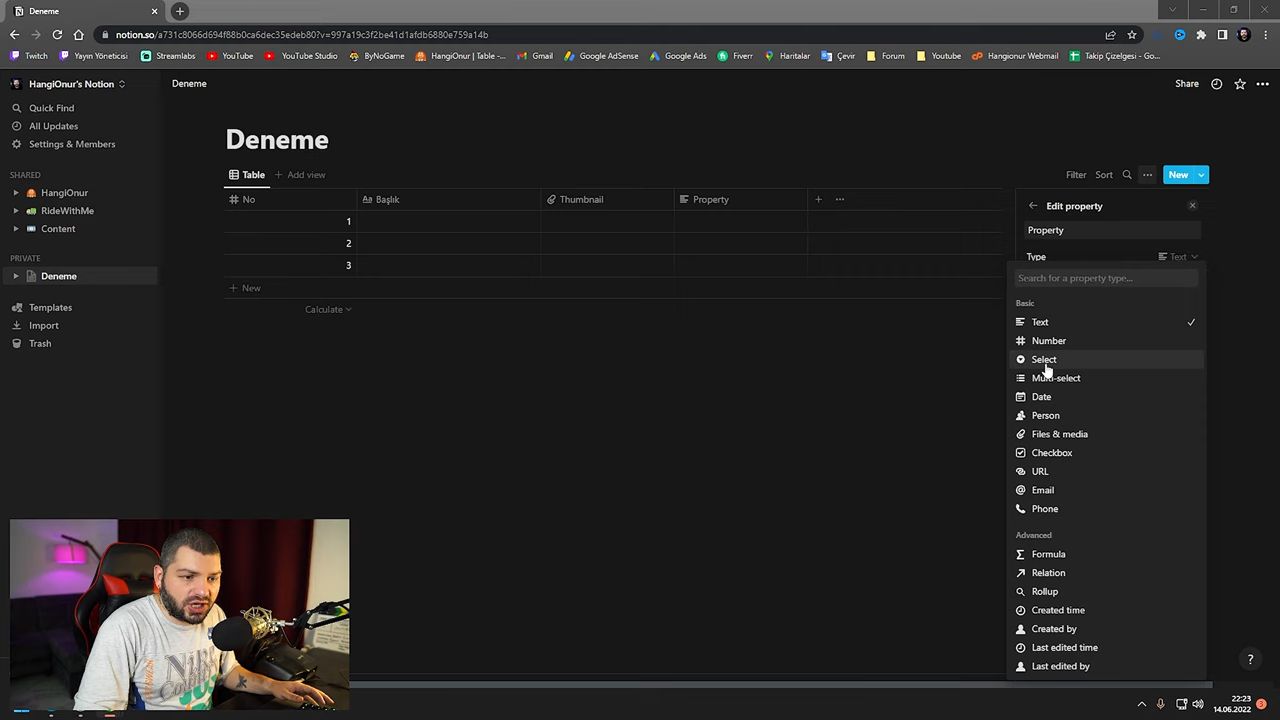 Deneme
notion.so/a731c8066d694f88b0ca6dec35edeb80?v=997a19c3f2be41d1afdb6880e759a14b
Twitch Yayın Yöneticisi Streamlabs YouTube YouTube Studio ByNoGame HangiOnur | Table -... Gmail Google AdSense Google Ads Fiverr Haritalar Çevir Forum Youtube Hangionur Webmail Takip Çizelgesi - Go...
HangiOnur's Notion
Deneme
Share
Quick Find
All Updates
Settings & Members
SHARED
HangiOnur
RideWithMe
Content
PRIVATE
Deneme
Templates
Import
Trash
Deneme
Table + Add view
Filter Sort ··· New
No Aa Başlık Thumbnail Property + ···
1
2
3
+ New
Calculate
Edit property
Property
Type Text
Search for a property type...
Basic
Text
Number
Select
Multi-select
Date
Person
Files & media
Checkbox
URL
Email
Phone
Advanced
Formula
Relation
Rollup
Created time
Created by
Last edited time
Last edited by
?
22:23
14.06.2022
3